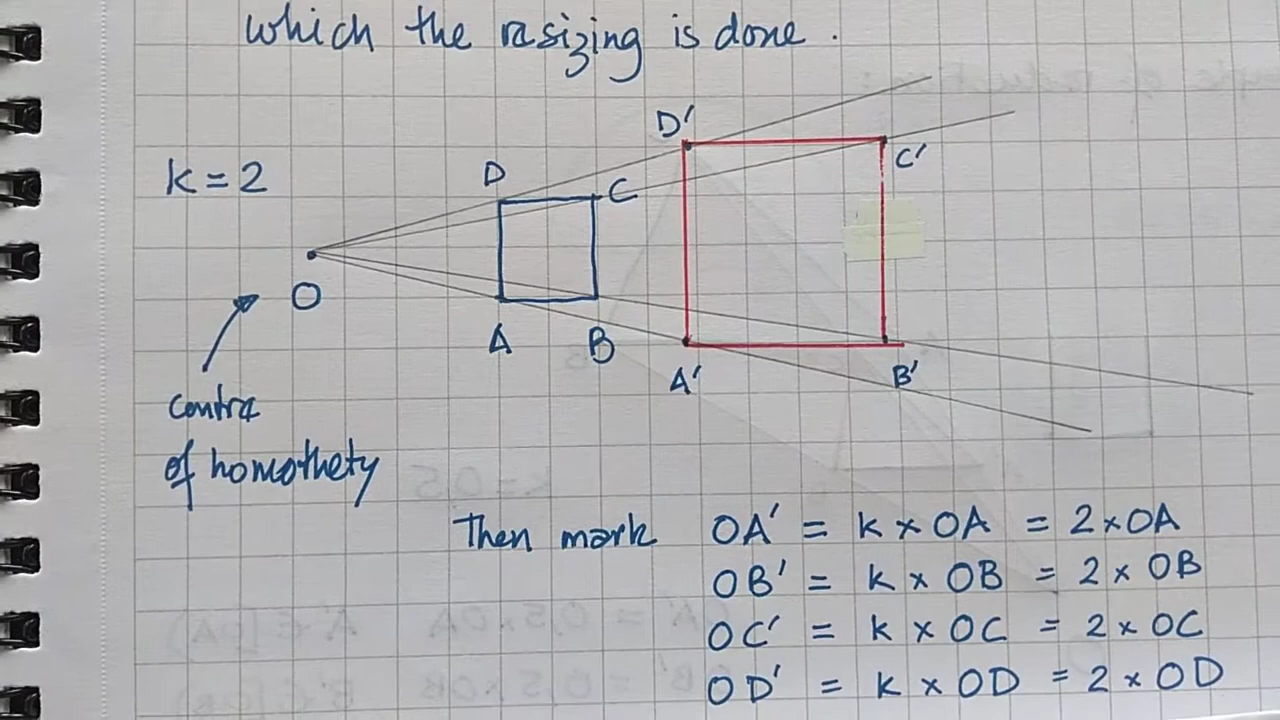 which the resizing is done.
D'
C'
K = 2
D
C
O
A
B
A'
B'
centre
of homothety
Then mark OA' = K × OA = 2 × OA
OB' = K × OB = 2 × OB
OC' = K × OC = 2 × OC
OD' = K × OD = 2 × OD